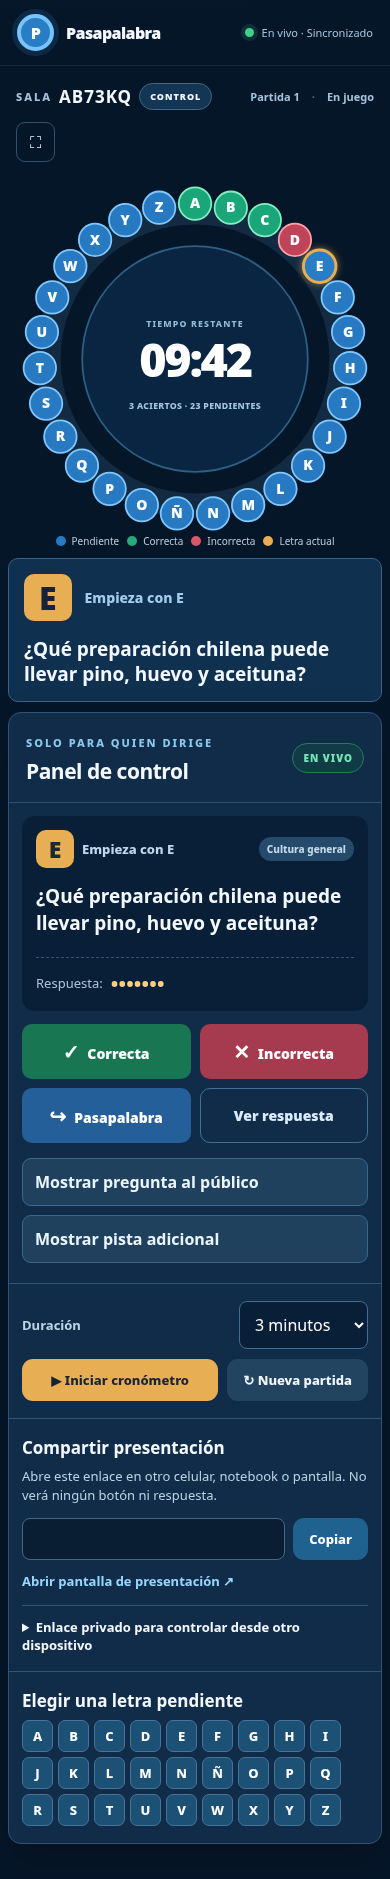 P Pasapalabra
En vivo · Sincronizado
SALA AB73KQ CONTROL
Partida 1 · En juego
A
B
C
D
E
F
G
H
I
J
K
L
M
N
Ñ
O
P
Q
R
S
T
U
V
W
X
Y
Z
TIEMPO RESTANTE
09:42
3 ACIERTOS · 23 PENDIENTES
Pendiente Correcta Incorrecta Letra actual
E Empieza con E
¿Qué preparación chilena puede
llevar pino, huevo y aceituna?
SOLO PARA QUIEN DIRIGE
Panel de control
EN VIVO
E Empieza con E
Cultura general
¿Qué preparación chilena puede
llevar pino, huevo y aceituna?
Respuesta: •••••••
✓ Correcta
✕ Incorrecta
↪ Pasapalabra
Ver respuesta
Mostrar pregunta al público
Mostrar pista adicional
Duración
3 minutos
▶ Iniciar cronómetro
↻ Nueva partida
Compartir presentación
Abre este enlace en otro celular, notebook o pantalla. No
verá ningún botón ni respuesta.
Copiar
Abrir pantalla de presentación ↗
▶ Enlace privado para controlar desde otro
dispositivo
Elegir una letra pendiente
A B C D E F G H I
J K L M N Ñ O P Q
R S T U V W X Y Z